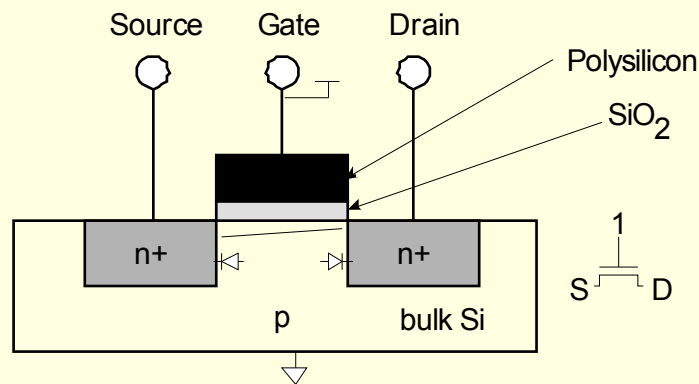 Source Gate Drain
Polysilicon
SiO₂
n+ n+
1
S D
p bulk Si